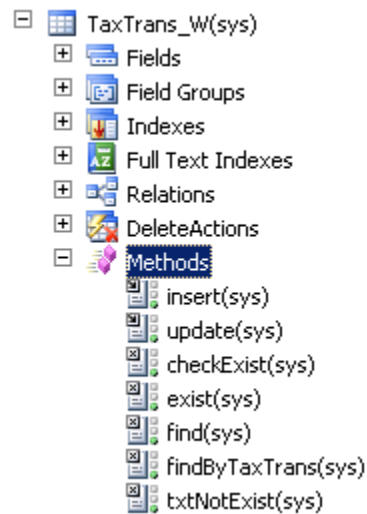 TaxTrans_W(sys)
Fields
Field Groups
Indexes
Full Text Indexes
Relations
DeleteActions
Methods
insert(sys)
update(sys)
checkExist(sys)
exist(sys)
find(sys)
findByTaxTrans(sys)
txtNotExist(sys)